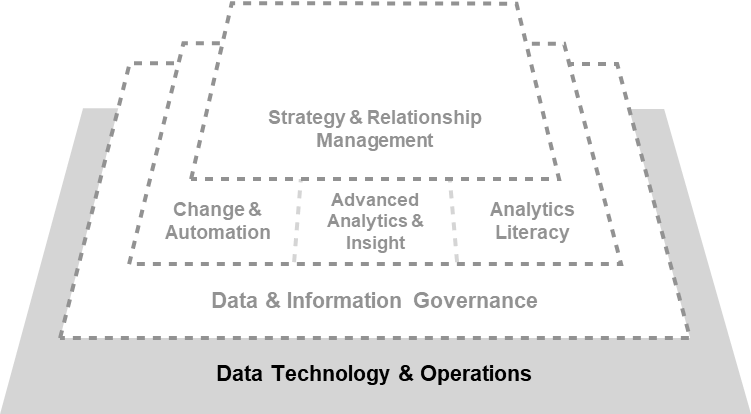 Strategy & Relationship
Management
Change &
Automation
Advanced
Analytics &
Insight
Analytics
Literacy
Data & Information Governance
Data Technology & Operations